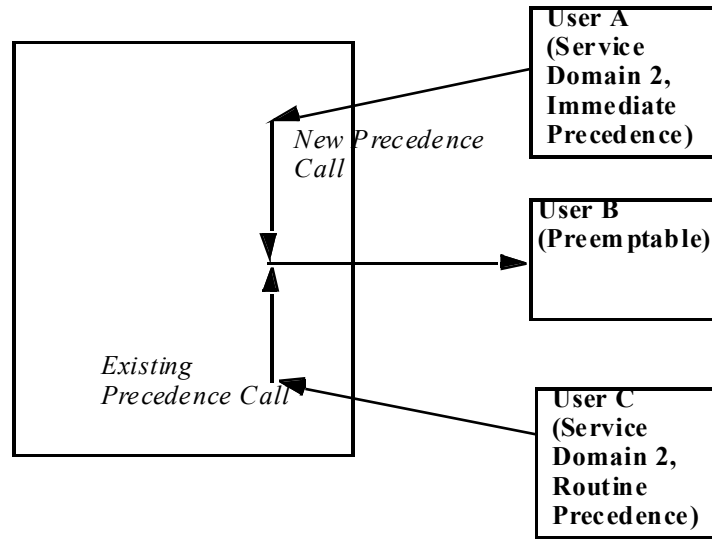 User A
(Service
Domain 2,
Immediate
Precedence)
New Precedence
Call
User B
(Preemptable)
Existing
Precedence Call
User C
(Service
Domain 2,
Routine
Precedence)